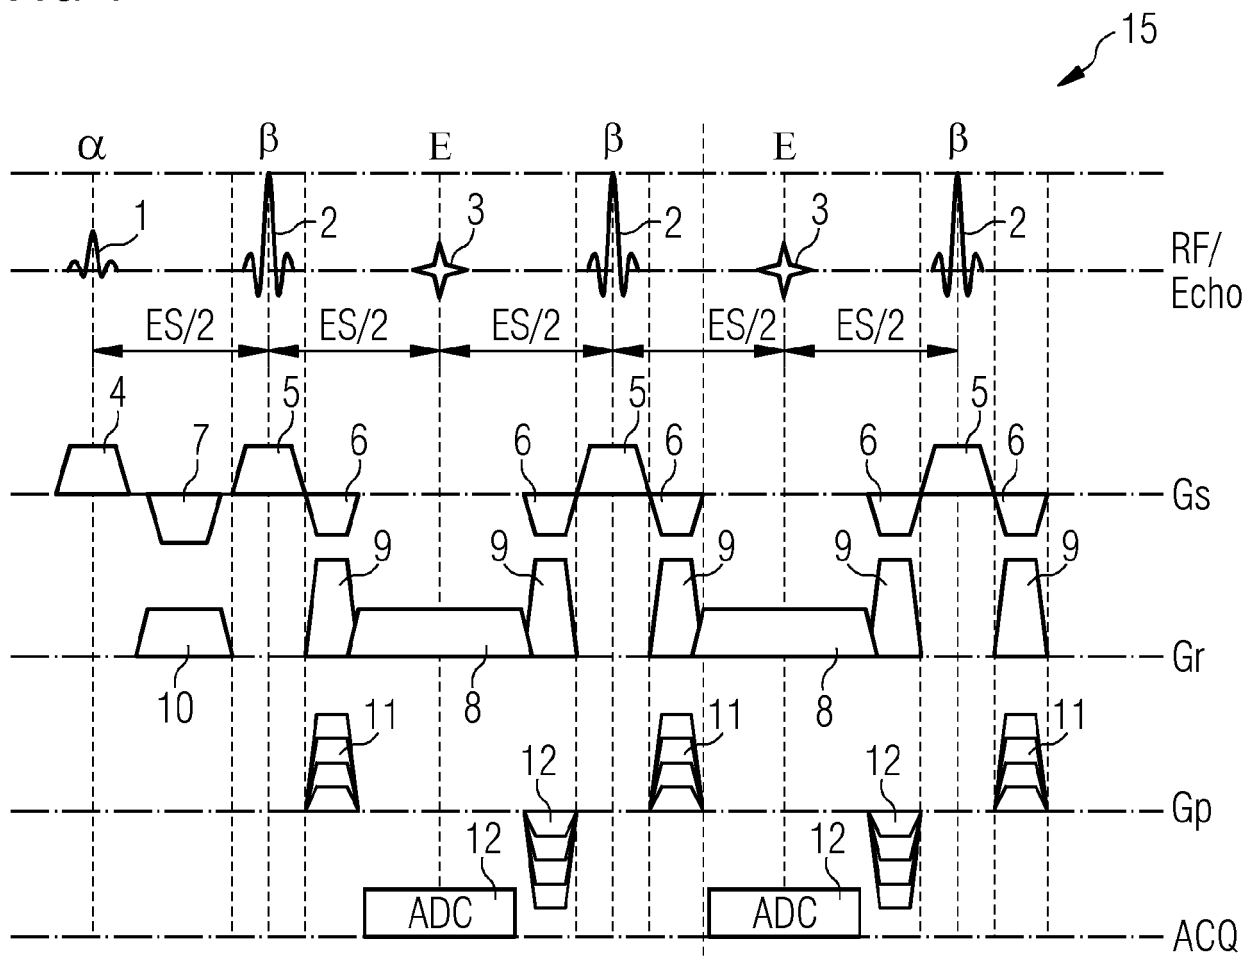 15
α β E β E β
1 2 3 2 3 2
RF/
Echo
ES/2 ES/2 ES/2 ES/2 ES/2
4 7 5 6 6 5 6 6 5 6
Gs
9 9 9 9 9
10 8 8
Gr
11 11 11
12 12
Gp
12 12
ADC ADC
ACQ